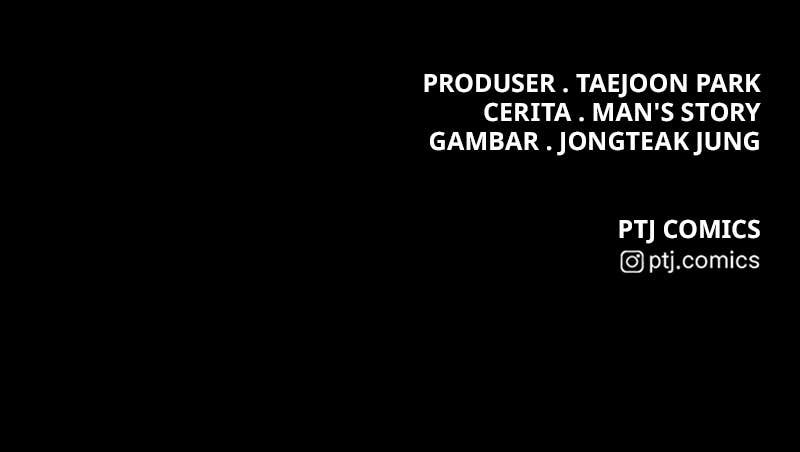 PRODUSER . TAEJOON PARK
CERITA . MAN'S STORY
GAMBAR . JONGTEAK JUNG
PTJ COMICS
ptj.comics